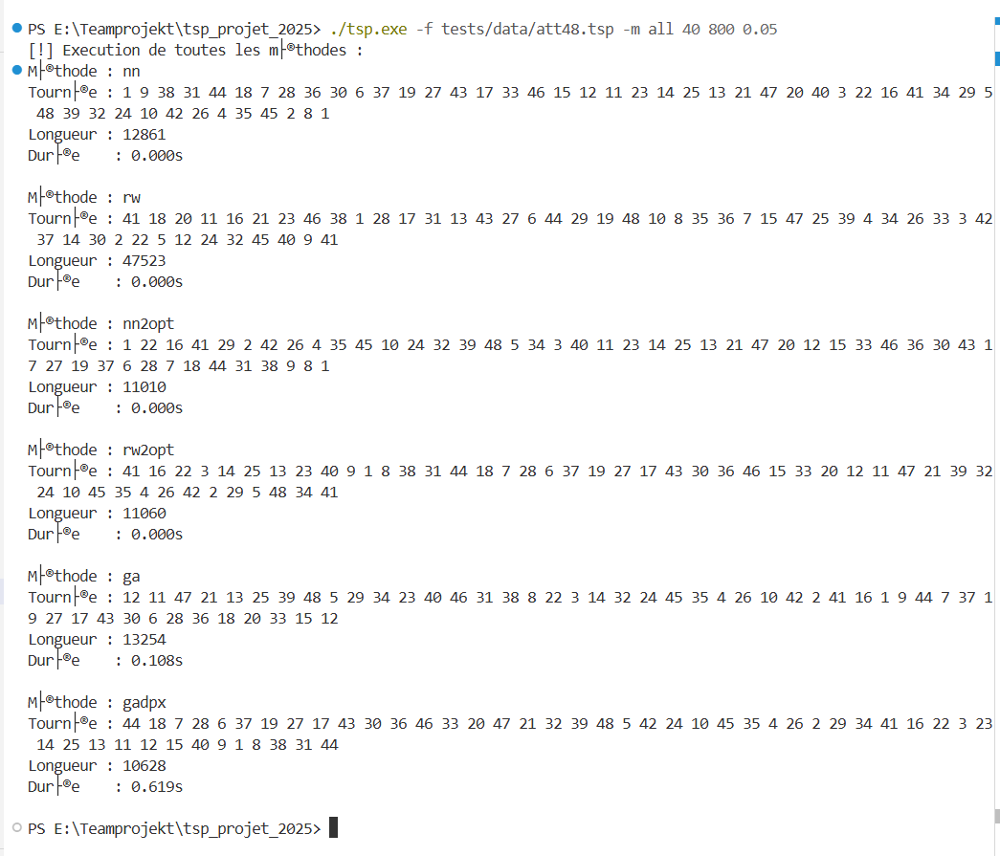 PS E:\Teamprojekt\tsp_projet_2025> ./tsp.exe -f tests/data/att48.tsp -m all 40 800 0.05
[!] Execution de toutes les m├®thodes :
M├®thode : nn
Tourn├®e : 1 9 38 31 44 18 7 28 36 30 6 37 19 27 43 17 33 46 15 12 11 23 14 25 13 21 47 20 40 3 22 16 41 34 29 5
 48 39 32 24 10 42 26 4 35 45 2 8 1
Longueur : 12861
Dur├®e    : 0.000s
M├®thode : rw
Tourn├®e : 41 18 20 11 16 21 23 46 38 1 28 17 31 13 43 27 6 44 29 19 48 10 8 35 36 7 15 47 25 39 4 34 26 33 3 42
 37 14 30 2 22 5 12 24 32 45 40 9 41
Longueur : 47523
Dur├®e    : 0.000s
M├®thode : nn2opt
Tourn├®e : 1 22 16 41 29 2 42 26 4 35 45 10 24 32 39 48 5 34 3 40 11 23 14 25 13 21 47 20 12 15 33 46 36 30 43 1
7 27 19 37 6 28 7 18 44 31 38 9 8 1
Longueur : 11010
Dur├®e    : 0.000s
M├®thode : rw2opt
Tourn├®e : 41 16 22 3 14 25 13 23 40 9 1 8 38 31 44 18 7 28 6 37 19 27 17 43 30 36 46 15 33 20 12 11 47 21 39 32
 24 10 45 35 4 26 42 2 29 5 48 34 41
Longueur : 11060
Dur├®e    : 0.000s
M├®thode : ga
Tourn├®e : 12 11 47 21 13 25 39 48 5 29 34 23 40 46 31 38 8 22 3 14 32 24 45 35 4 26 10 42 2 41 16 1 9 44 7 37 1
9 27 17 43 30 6 28 36 18 20 33 15 12
Longueur : 13254
Dur├®e    : 0.108s
M├®thode : gadpx
Tourn├®e : 44 18 7 28 6 37 19 27 17 43 30 36 46 33 20 47 21 32 39 48 5 42 24 10 45 35 4 26 2 29 34 41 16 22 3 23
 14 25 13 11 12 15 40 9 1 8 38 31 44
Longueur : 10628
Dur├®e    : 0.619s
PS E:\Teamprojekt\tsp_projet_2025>